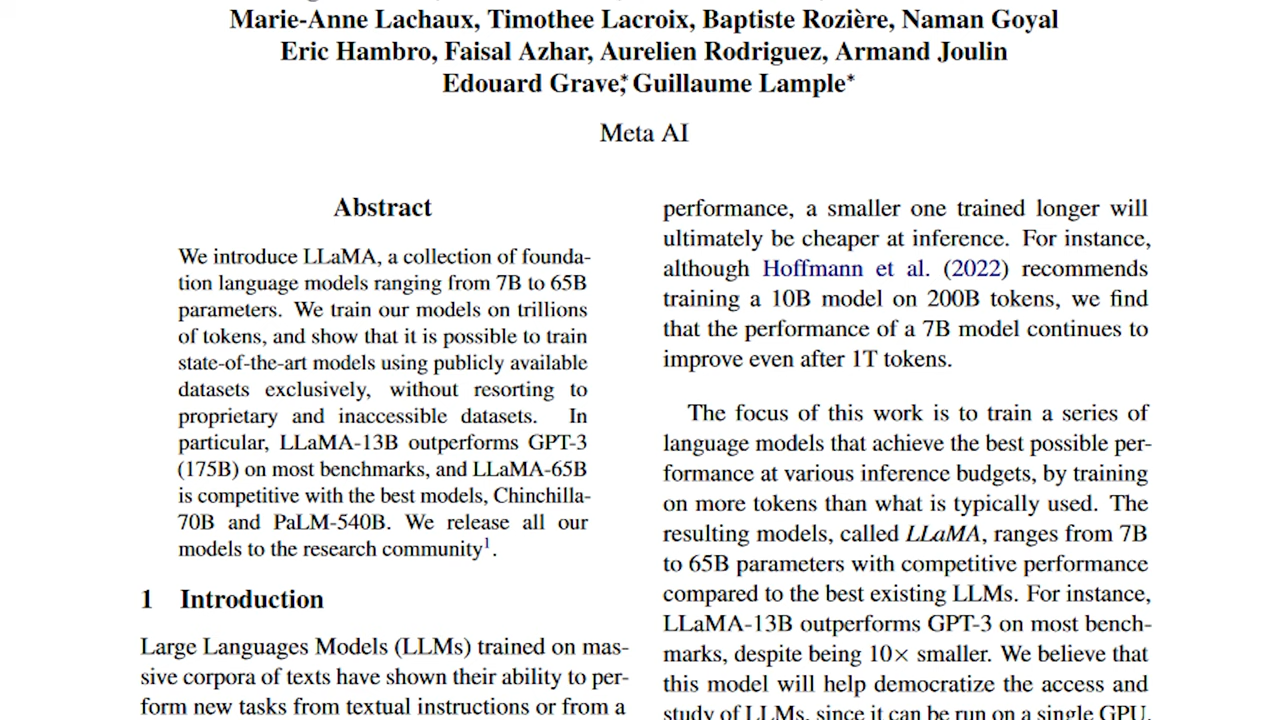 Marie-Anne Lachaux, Timothee Lacroix, Baptiste Rozière, Naman Goyal
Eric Hambro, Faisal Azhar, Aurelien Rodriguez, Armand Joulin
Edouard Grave*, Guillaume Lample*
Meta AI
Abstract
We introduce LLaMA, a collection of founda-
tion language models ranging from 7B to 65B
parameters. We train our models on trillions
of tokens, and show that it is possible to train
state-of-the-art models using publicly available
datasets exclusively, without resorting to
proprietary and inaccessible datasets. In
particular, LLaMA-13B outperforms GPT-3
(175B) on most benchmarks, and LLaMA-65B
is competitive with the best models, Chinchilla-
70B and PaLM-540B. We release all our
models to the research community1.
1 Introduction
Large Languages Models (LLMs) trained on mas-
sive corpora of texts have shown their ability to per-
form new tasks from textual instructions or from a
performance, a smaller one trained longer will
ultimately be cheaper at inference. For instance,
although Hoffmann et al. (2022) recommends
training a 10B model on 200B tokens, we find
that the performance of a 7B model continues to
improve even after 1T tokens.
The focus of this work is to train a series of
language models that achieve the best possible per-
formance at various inference budgets, by training
on more tokens than what is typically used. The
resulting models, called LLaMA, ranges from 7B
to 65B parameters with competitive performance
compared to the best existing LLMs. For instance,
LLaMA-13B outperforms GPT-3 on most bench-
marks, despite being 10× smaller. We believe that
this model will help democratize the access and
study of LLMs, since it can be run on a single GPU.